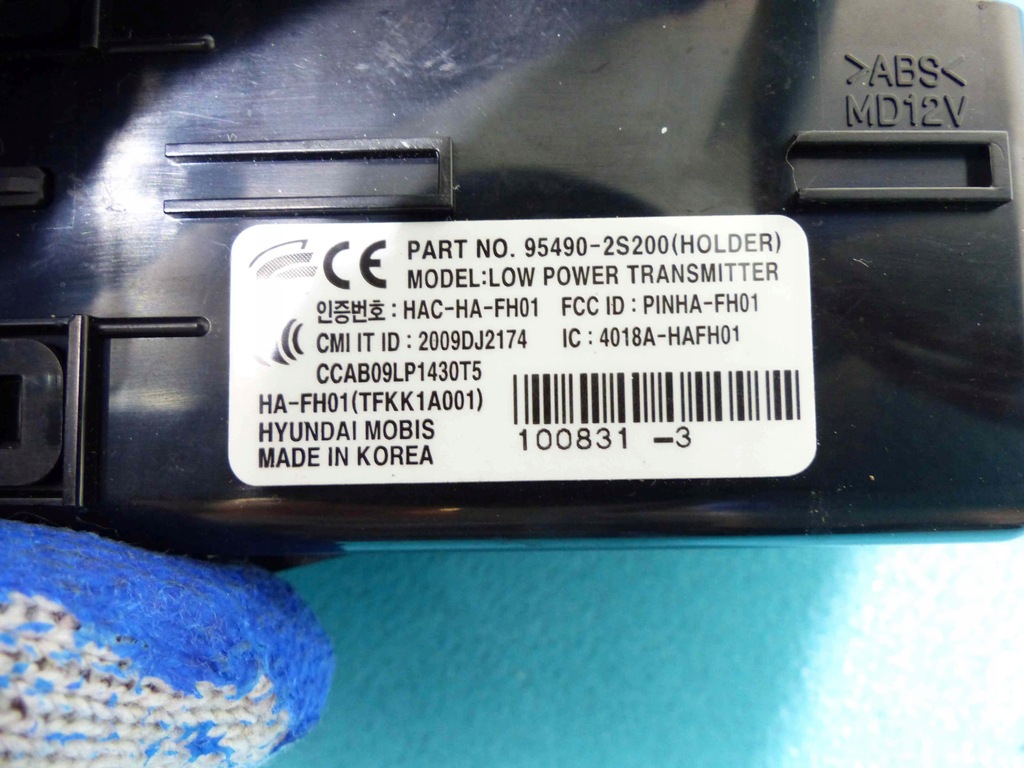 >ABS<
MD12V
CE PART NO. 95490-2S200(HOLDER)
MODEL:LOW POWER TRANSMITTER
인증번호 : HAC-HA-FH01 FCC ID : PINHA-FH01
CMI IT ID : 2009DJ2174 IC : 4018A-HAFH01
CCAB09LP1430T5
HA-FH01(TFKK1A001)
HYUNDAI MOBIS
MADE IN KOREA
100831 -3